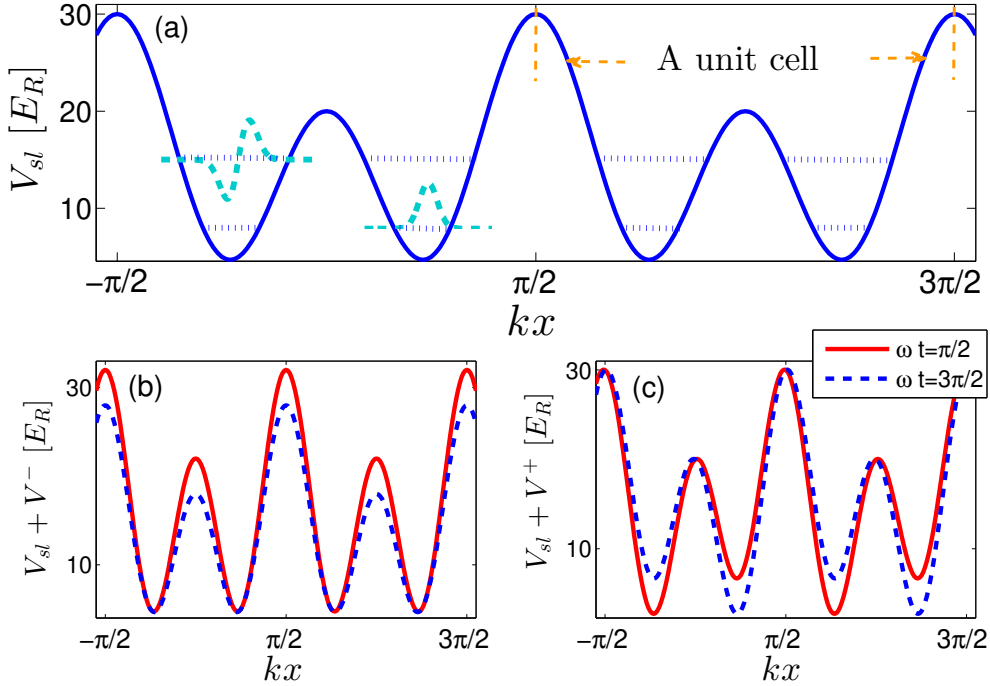 30
20
10
V_{sl} [E_R]
(a)
A unit cell
−π/2
π/2
3π/2
kx
30
10
V_{sl} + V^− [E_R]
(b)
−π/2
π/2
3π/2
kx
30
10
V_{sl} + V^+ [E_R]
(c)
ω t=π/2
ω t=3π/2
−π/2
π/2
3π/2
kx